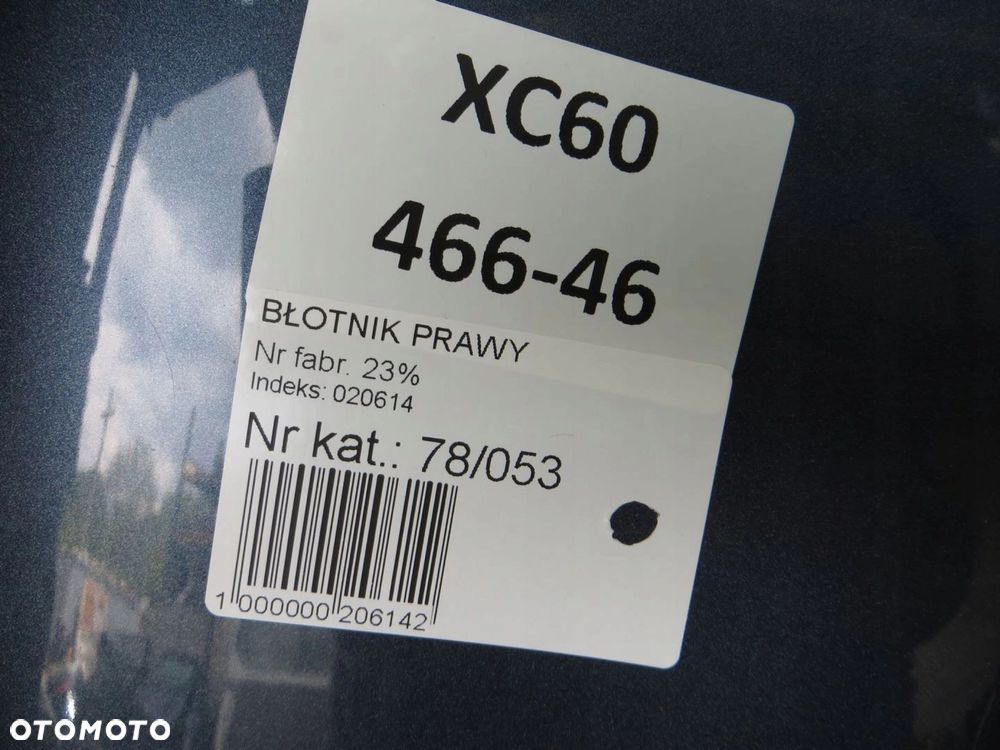 XC60
466-46
BŁOTNIK PRAWY
Nr fabr. 23%
Indeks: 020614
Nr kat.: 78/053
1 000000 206142
OTOMOTO